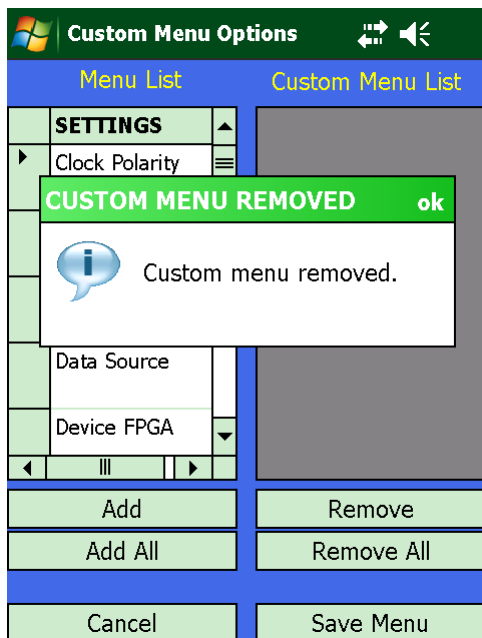 Custom Menu Options
Menu List
Custom Menu List
SETTINGS
Clock Polarity
CUSTOM MENU REMOVED ok
Custom menu removed.
Data Source
Device FPGA
Add
Remove
Add All
Remove All
Cancel
Save Menu